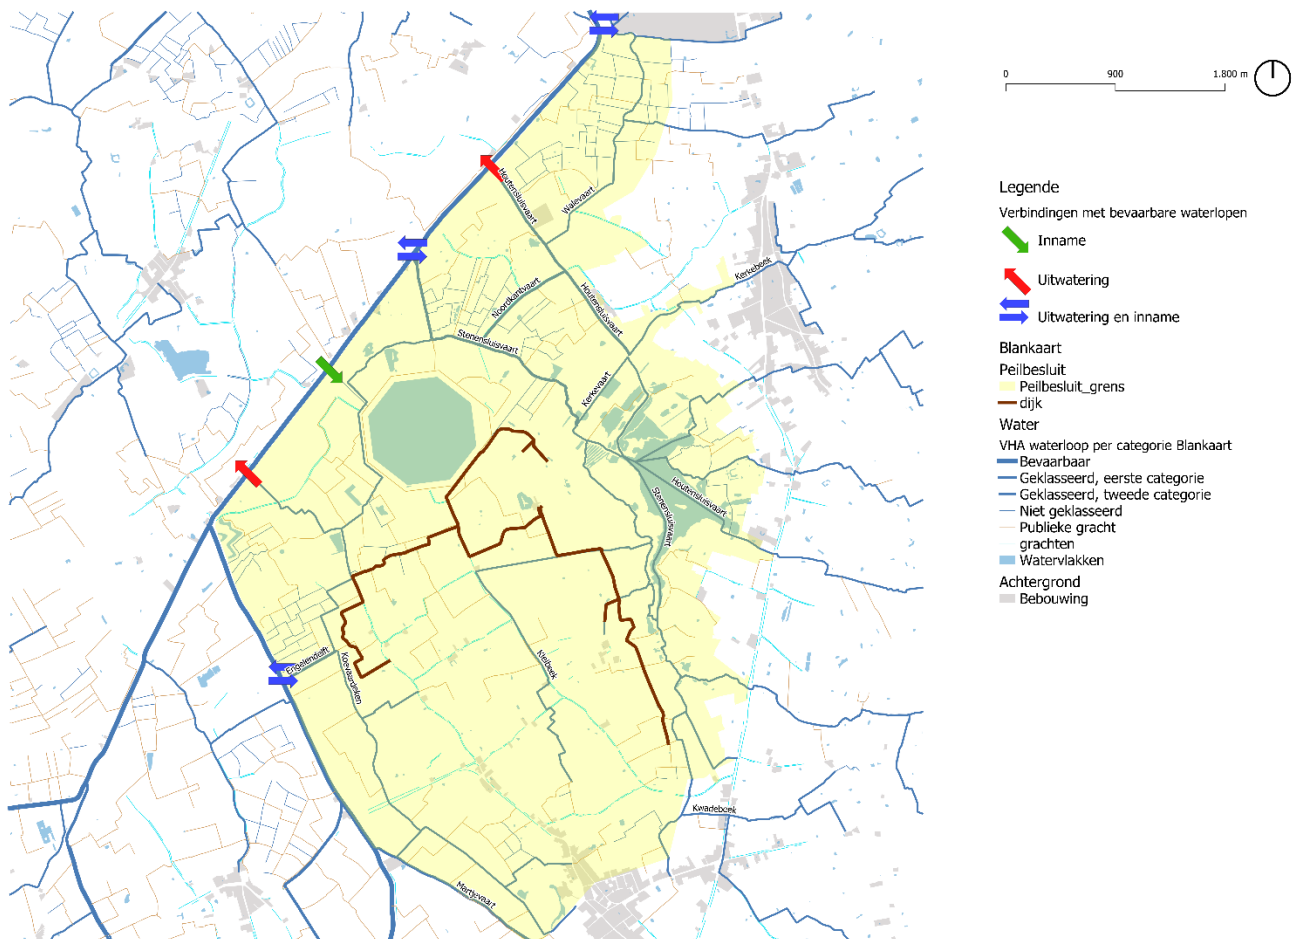 0 900 1.800 m
Legende
Verbindingen met bevaarbare waterlopen
Inname
Uitwatering
Uitwatering en inname
Blankaart
Peilbesluit
Peilbesluit_grens
dijk
Water
VHA waterloop per categorie Blankaart
Bevaarbaar
Geklasseerd, eerste categorie
Geklasseerd, tweede categorie
Niet geklasseerd
Publieke gracht
grachten
Watervlakken
Achtergrond
Bebouwing
Houtensluisvaart
Walevaart
Kerkebeek
Noordkantvaart
Houtensluisvaart
Stenensluisvaart
Kerkevaart
Houtensluisvaart
Stenensluisvaart
Engelendelft
Koevaardeken
Kleibeek
Kwadebeek
Martjevaart